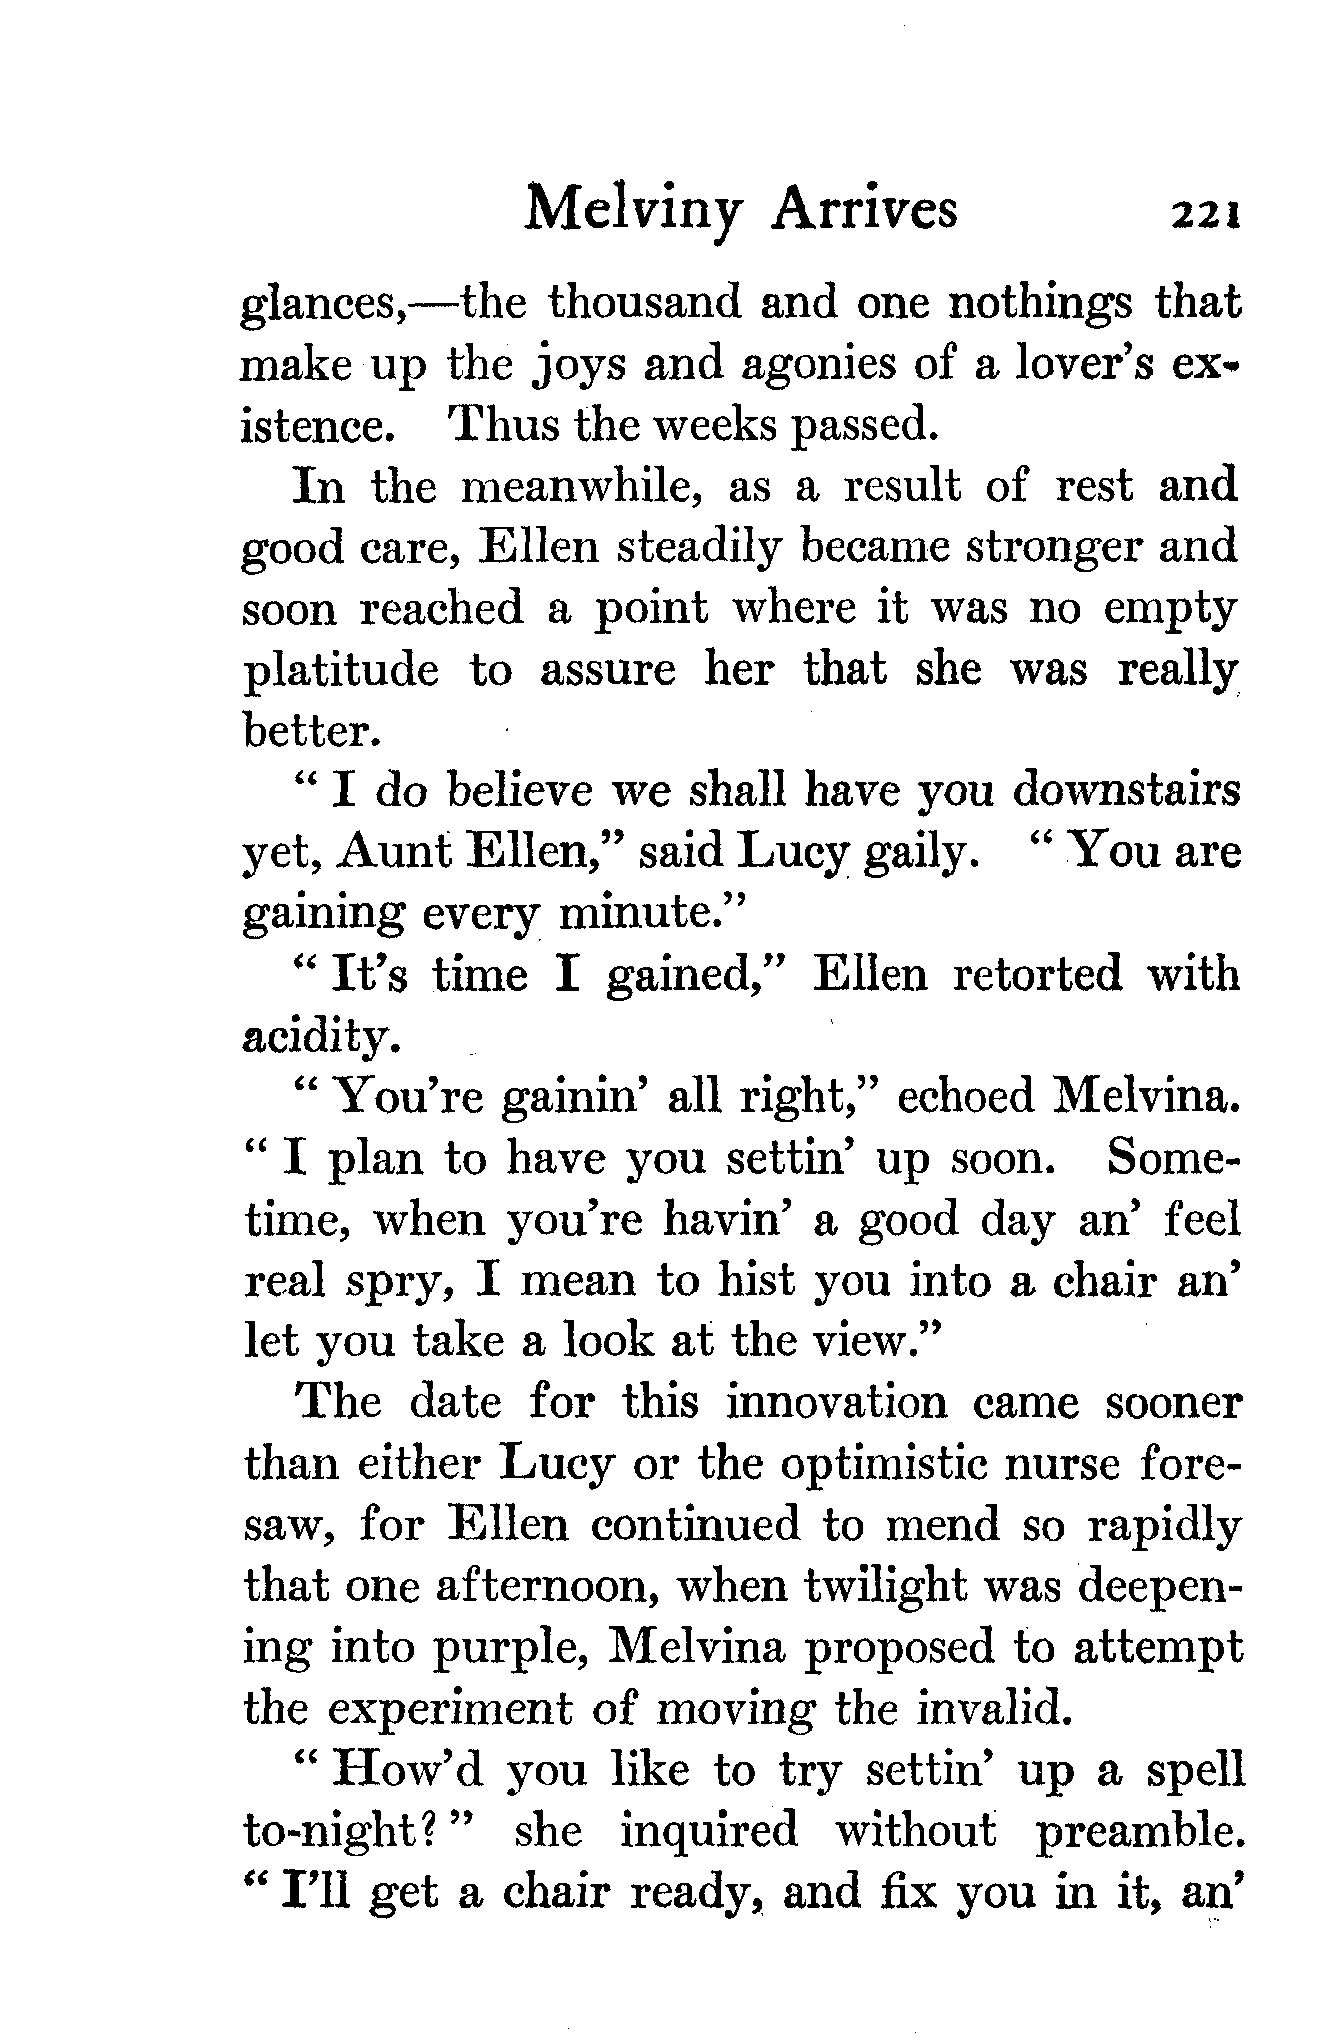 Melviny Arrives 221
glances,—the thousand and one nothings that
make up the joys and agonies of a lover's ex-
istence. Thus the weeks passed.
In the meanwhile, as a result of rest and
good care, Ellen steadily became stronger and
soon reached a point where it was no empty
platitude to assure her that she was really
better.
" I do believe we shall have you downstairs
yet, Aunt Ellen," said Lucy gaily. " You are
gaining every minute."
" It's time I gained," Ellen retorted with
acidity.
" You're gainin' all right," echoed Melvina.
" I plan to have you settin' up soon. Some-
time, when you're havin' a good day an' feel
real spry, I mean to hist you into a chair an'
let you take a look at the view."
The date for this innovation came sooner
than either Lucy or the optimistic nurse fore-
saw, for Ellen continued to mend so rapidly
that one afternoon, when twilight was deepen-
ing into purple, Melvina proposed to attempt
the experiment of moving the invalid.
" How'd you like to try settin' up a spell
to-night? " she inquired without preamble.
" I'll get a chair ready, and fix you in it, an'